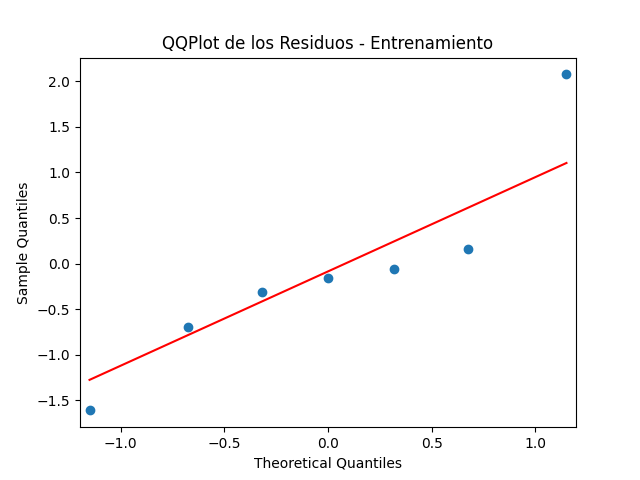 QQPlot de los Residuos - Entrenamiento
2.0
1.5
1.0
0.5
0.0
−0.5
−1.0
−1.5
Sample Quantiles
−1.0 −0.5 0.0 0.5 1.0
Theoretical Quantiles